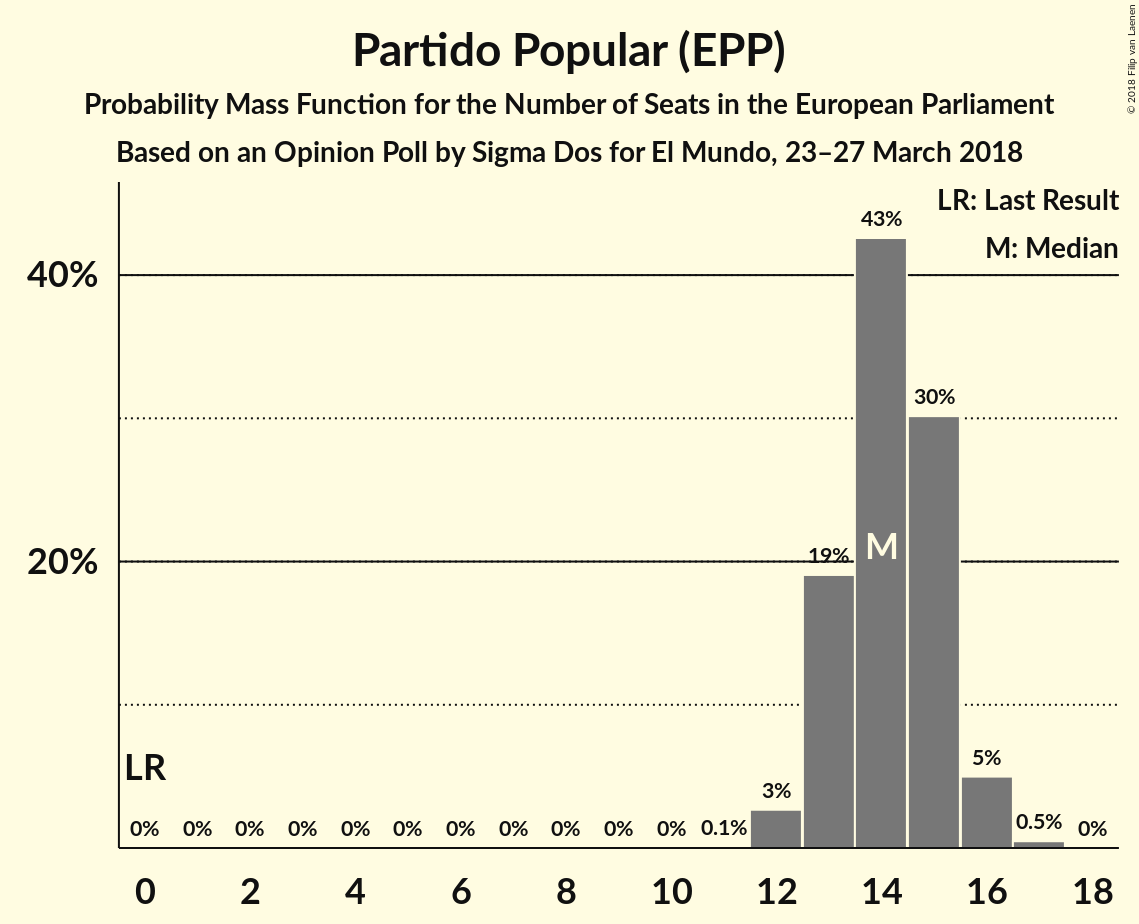 Partido Popular (EPP)
Probability Mass Function for the Number of Seats in the European Parliament
Based on an Opinion Poll by Sigma Dos for El Mundo, 23–27 March 2018
© 2018 Filip van Laenen
LR: Last Result
M: Median
43%
40%
30%
20%
19%
M
LR
5%
3%
0% 0% 0% 0% 0% 0% 0% 0% 0% 0% 0% 0.1% 0.5% 0%
0 2 4 6 8 10 12 14 16 18